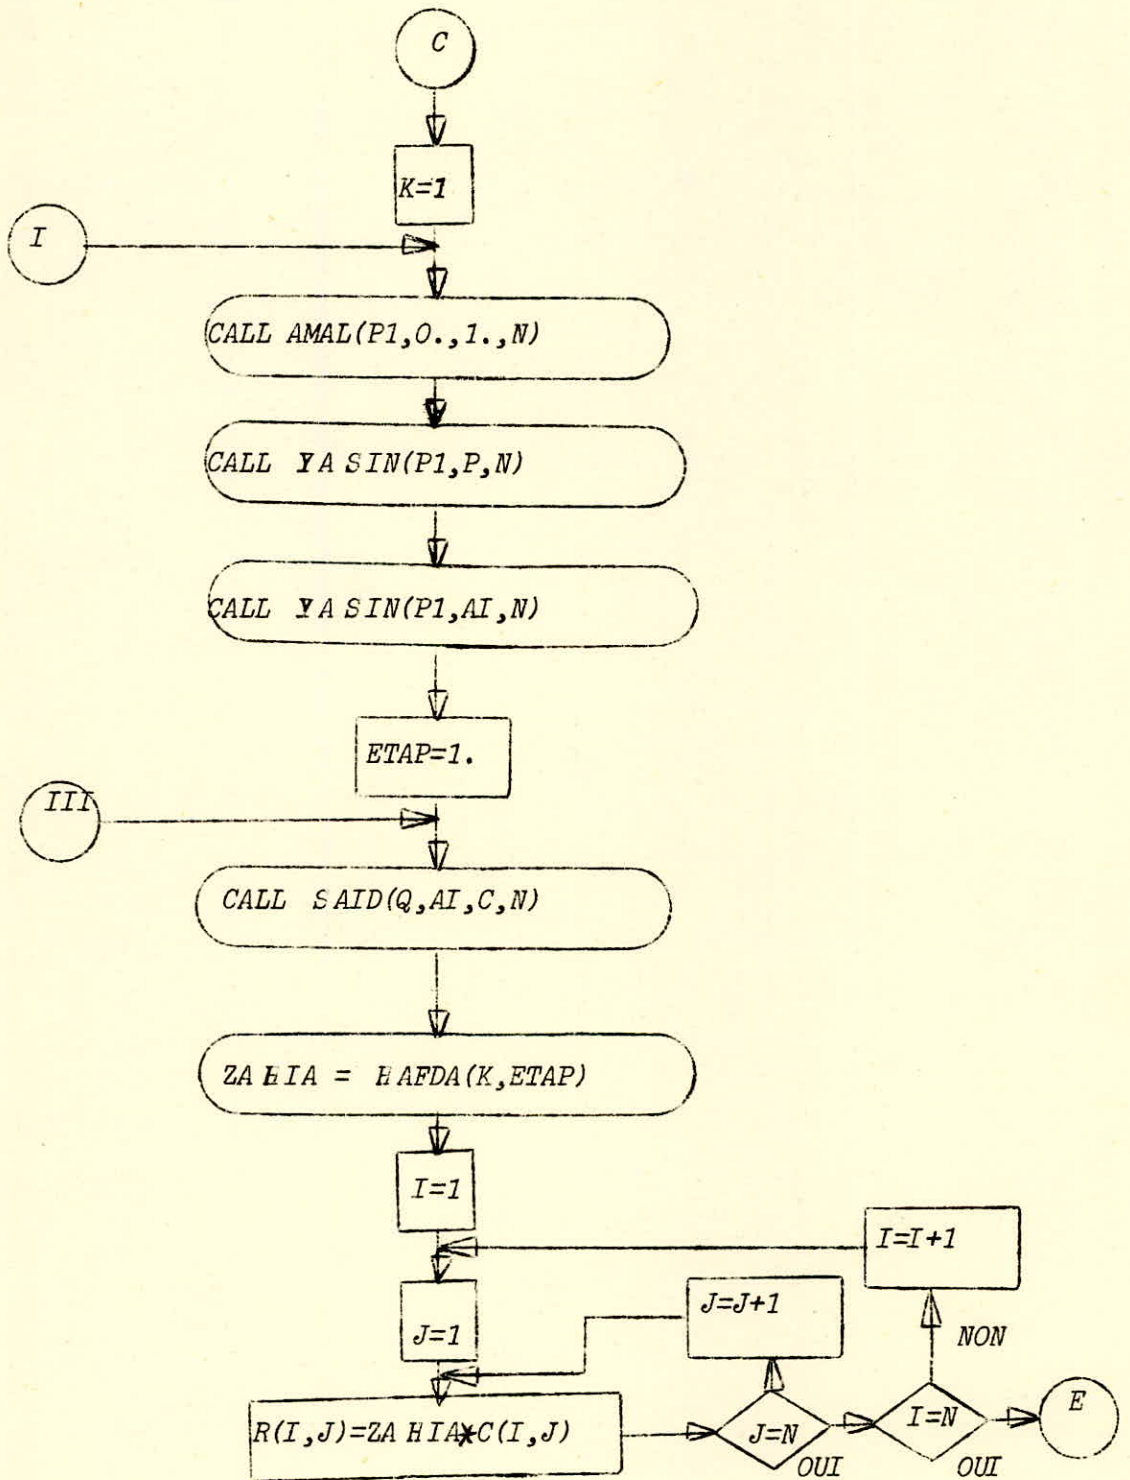 C
K=1
I
CALL AMAL(P1,0.,1.,N)
CALL YASIN(P1,P,N)
CALL YASIN(P1,AI,N)
ETAP=1.
III
CALL SAID(Q,AI,C,N)
ZAHIA = HAFDA(K,ETAP)
I=1
I=I+1
J=J+1
J=1
NON
R(I,J)=ZAHIA*C(I,J)
J=N
I=N
E
OUI
OUI